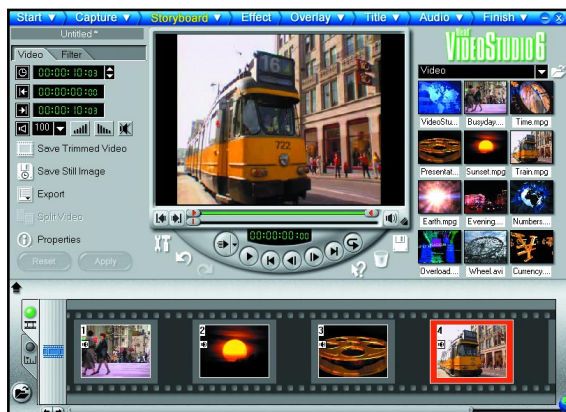 Start ▼ Capture ▼ Storyboard ▼ Effect Overlay ▼ Title ▼ Audio ▼ Finish ▼
Untitled *
Video Filter
00:00:10:03
00:00:00:00
00:00:10:03
100
Save Trimmed Video
Save Still Image
Export
Split Video
Properties
Reset Apply
16
722
00:00:00:00
Ulead
VIDEOSTUDIO 6
Video
VideoStu... Busyday.... Time.mpg
Presentat... Sunset.mpg Train.mpg
Earth.mpg Evening.... Numbers...
Overload.... Wheel.avi Currency....
1 2 3 4